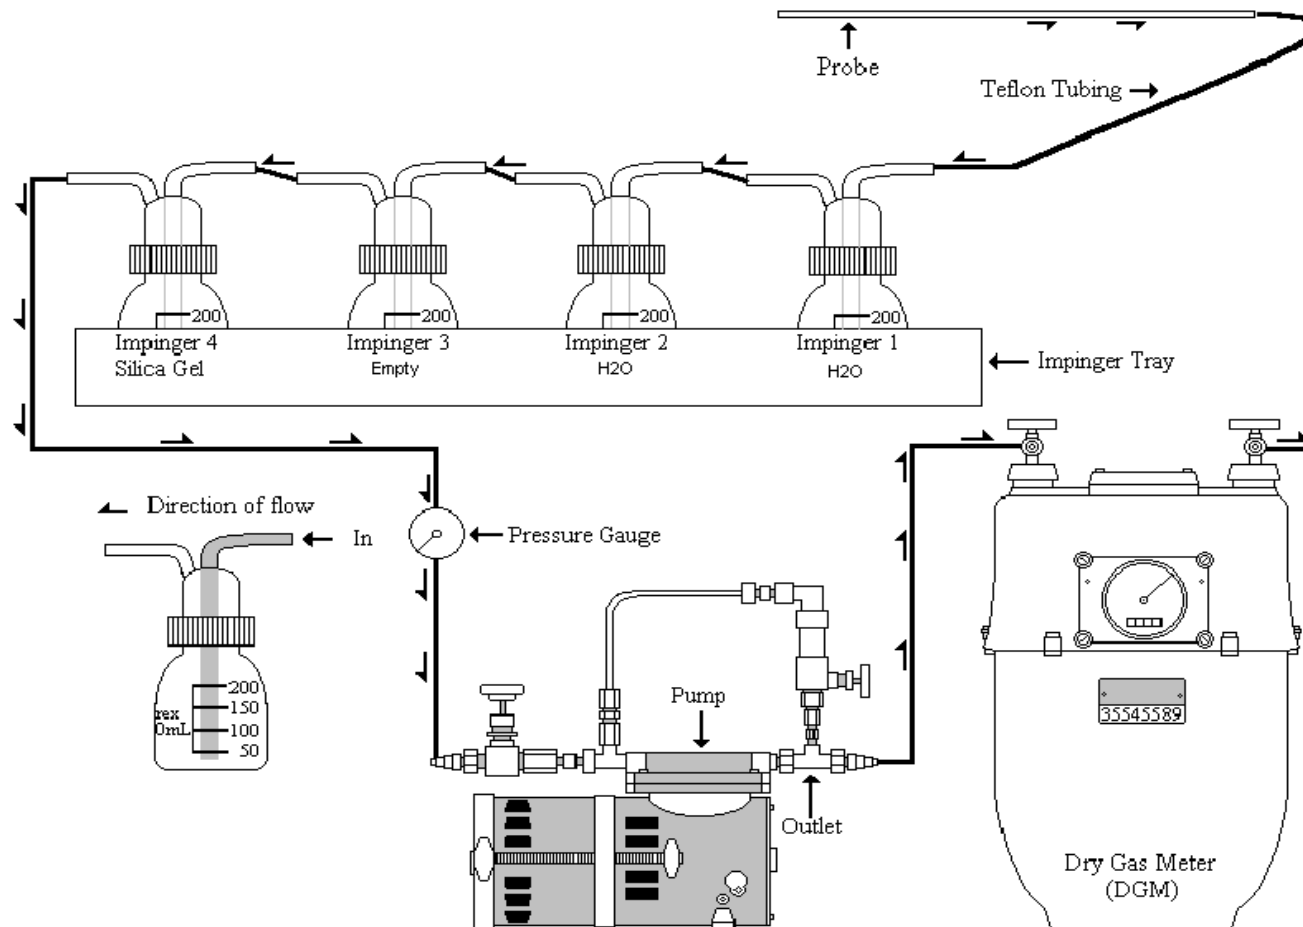 Probe
Teflon Tubing
200
200
200
200
Impinger 4
Impinger 3
Impinger 2
Impinger 1
Silica Gel
Empty
H2O
H2O
Impinger Tray
Direction of flow
In
Pressure Gauge
200
150
rex
0mL
100
50
Pump
35545589
Outlet
Dry Gas Meter
(DGM)